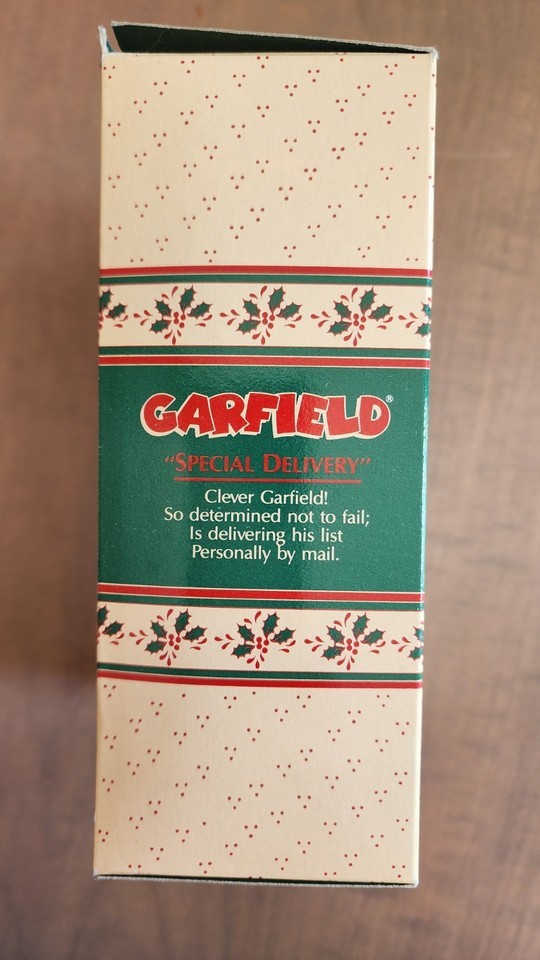 GARFIELD®
"SPECIAL DELIVERY"
Clever Garfield!
So determined not to fail;
Is delivering his list
Personally by mail.